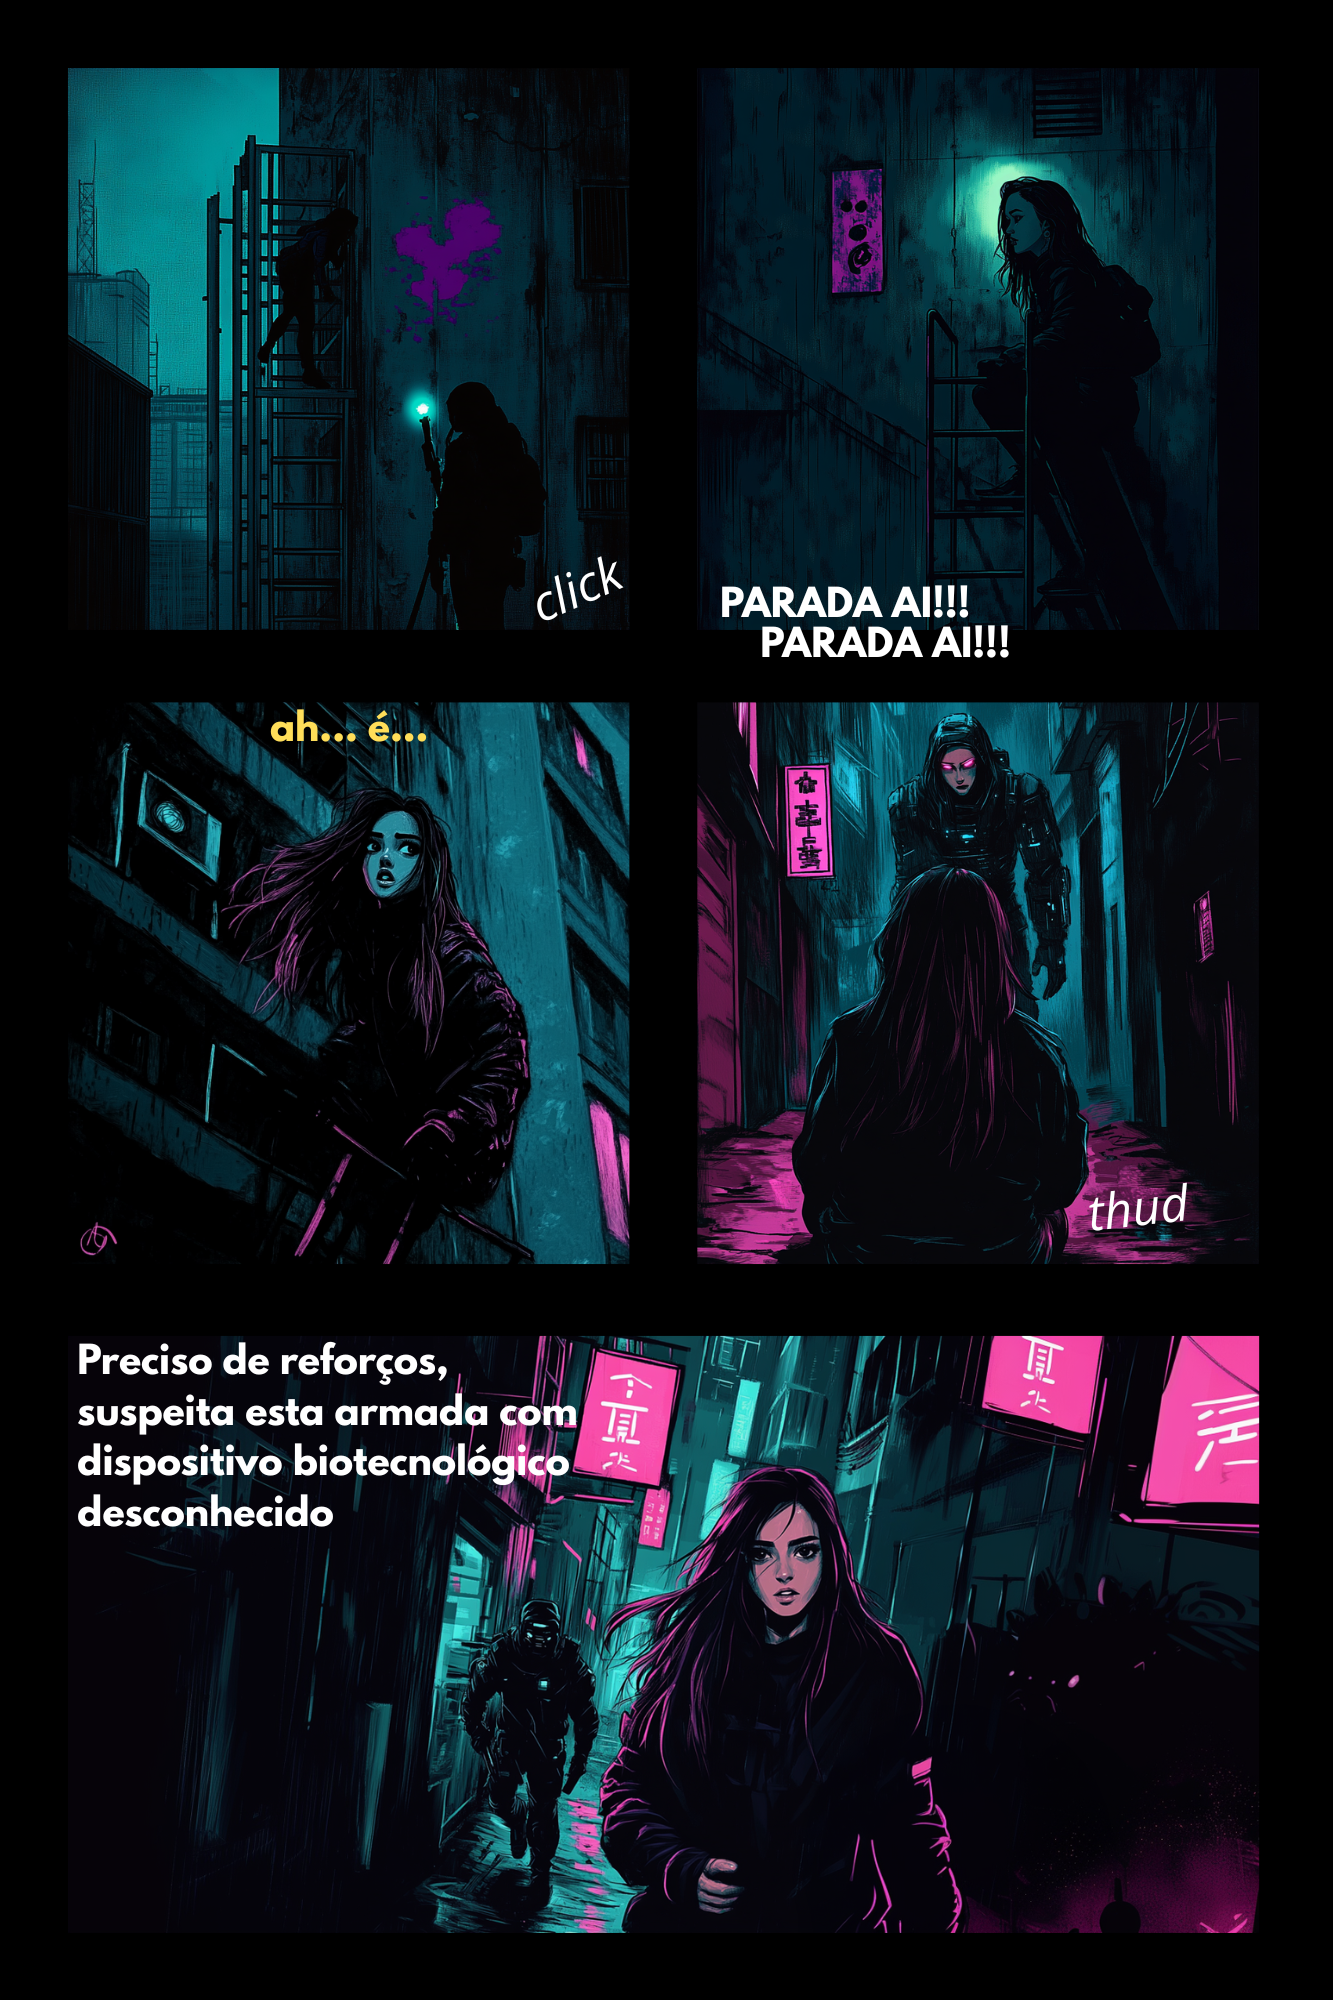 click
PARADA AI!!!
PARADA AI!!!
ah... é...
thud
Preciso de reforços,
suspeita esta armada com
dispositivo biotecnológico
desconhecido